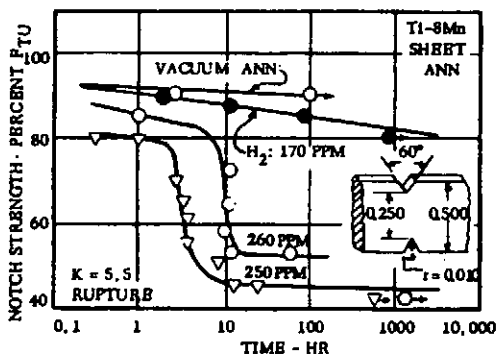 Ti-8Mn
SHEET
ANN
VACUUM ANN
H2: 170 PPM
60°
0,250
0,500
r = 0,010
260 PPM
250 PPM
K = 5,5
RUPTURE
NOTCH STRENGTH - PERCENT FTU
100
80
60
40
0,1
1
10
100
1000
10,000
TIME - HR